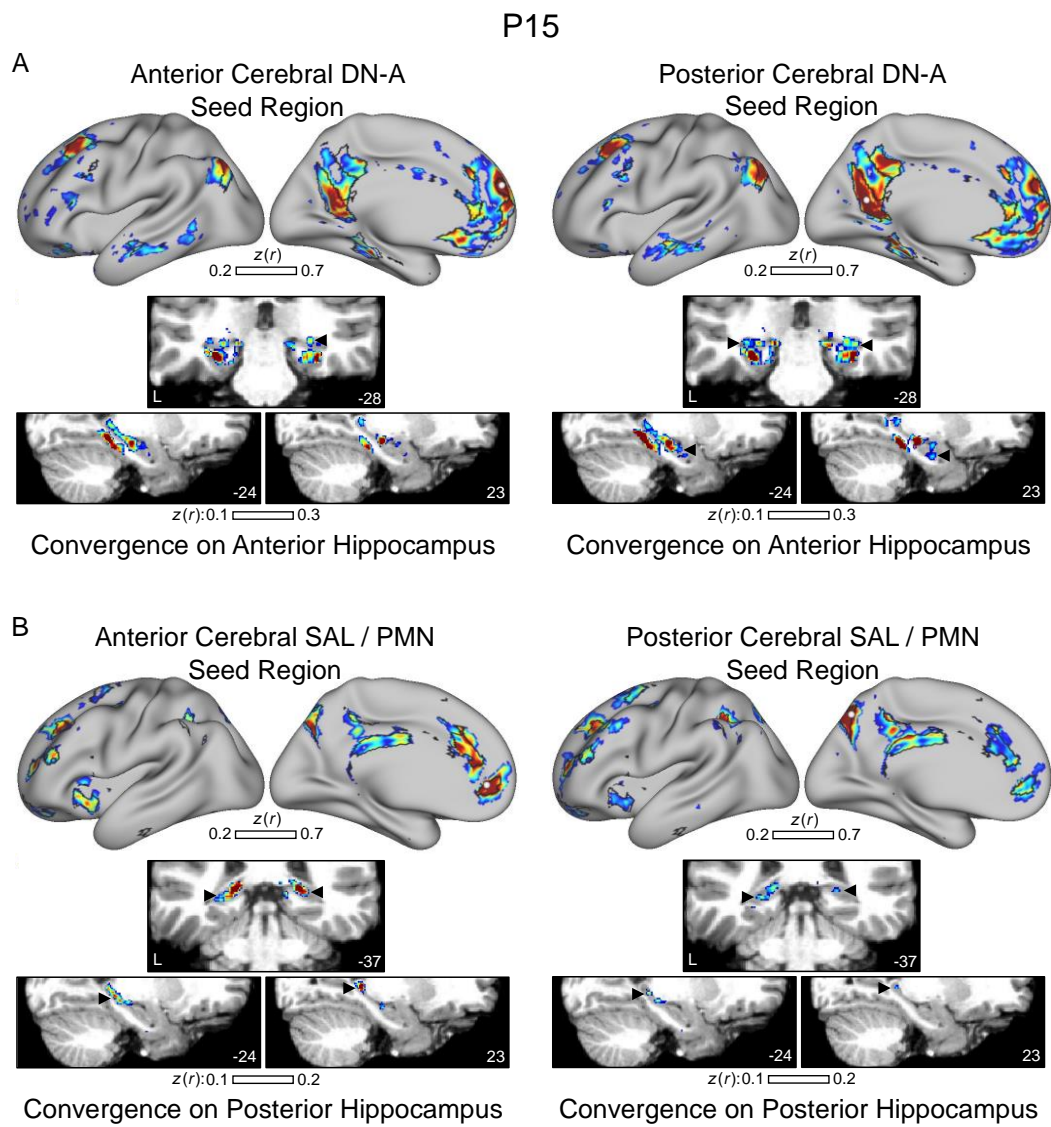 P15
A
Anterior Cerebral DN-A
Seed Region
Posterior Cerebral DN-A
Seed Region
z(r)
0.2 0.7
z(r)
0.2 0.7
L -28
L -28
-24 23
-24 23
z(r):0.1 0.3
z(r):0.1 0.3
Convergence on Anterior Hippocampus
Convergence on Anterior Hippocampus
B
Anterior Cerebral SAL / PMN
Seed Region
Posterior Cerebral SAL / PMN
Seed Region
z(r)
0.2 0.7
z(r)
0.2 0.7
L -37
L -37
-24 23
-24 23
z(r):0.1 0.2
z(r):0.1 0.2
Convergence on Posterior Hippocampus
Convergence on Posterior Hippocampus